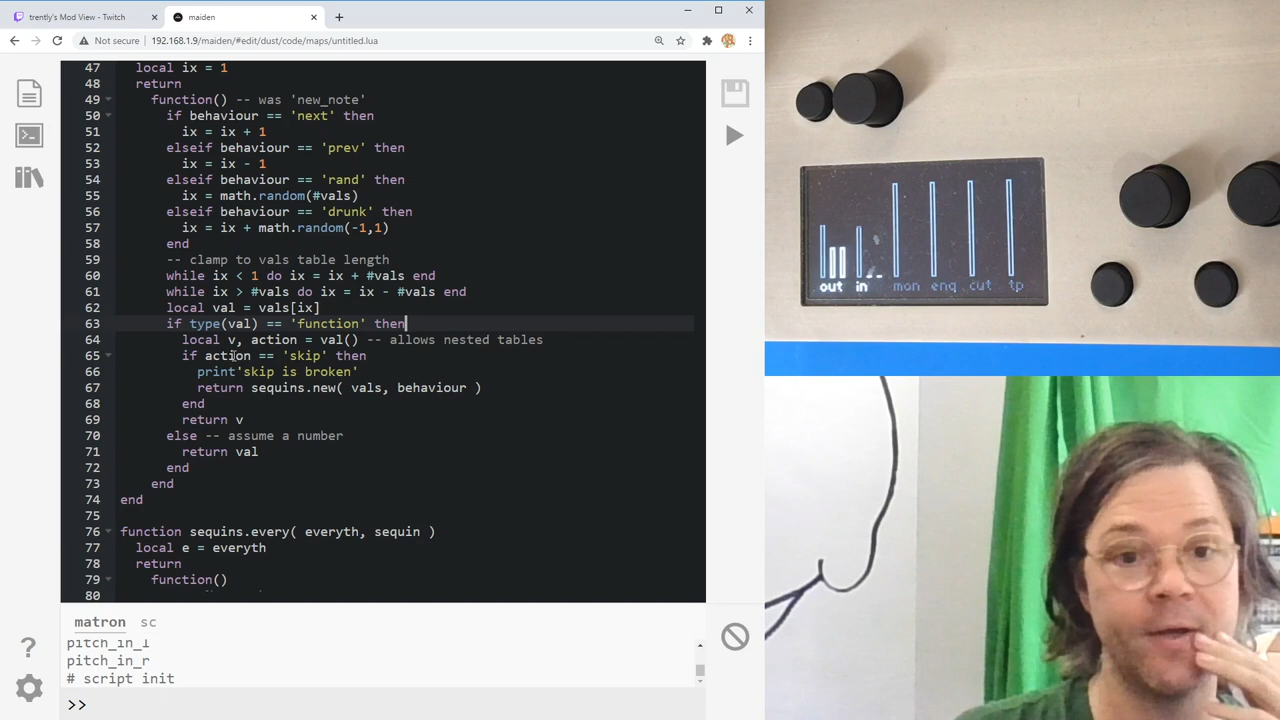 trently's Mod View - Twitch
maiden
Not secure
192.168.1.9/maiden/#edit/dust/code/maps/untitled.lua
47 local ix = 1
48 return
49 function() -- was 'new_note'
50 if behaviour == 'next' then
51 ix = ix + 1
52 elseif behaviour == 'prev' then
53 ix = ix - 1
54 elseif behaviour == 'rand' then
55 ix = math.random(#vals)
56 elseif behaviour == 'drunk' then
57 ix = ix + math.random(-1,1)
58 end
59 -- clamp to vals table length
60 while ix < 1 do ix = ix + #vals end
61 while ix > #vals do ix = ix - #vals end
62 local val = vals[ix]
63 if type(val) == 'function' then
64 local v, action = val() -- allows nested tables
65 if action == 'skip' then
66 print'skip is broken'
67 return sequins.new( vals, behaviour )
68 end
69 return v
70 else -- assume a number
71 return val
72 end
73 end
74 end
75
76 function sequins.every( everyth, sequin )
77 local e = everyth
78 return
79 function()
80
matron sc
pitch_in_l
pitch_in_r
# script init
>>
?
out in mon enq cut tp